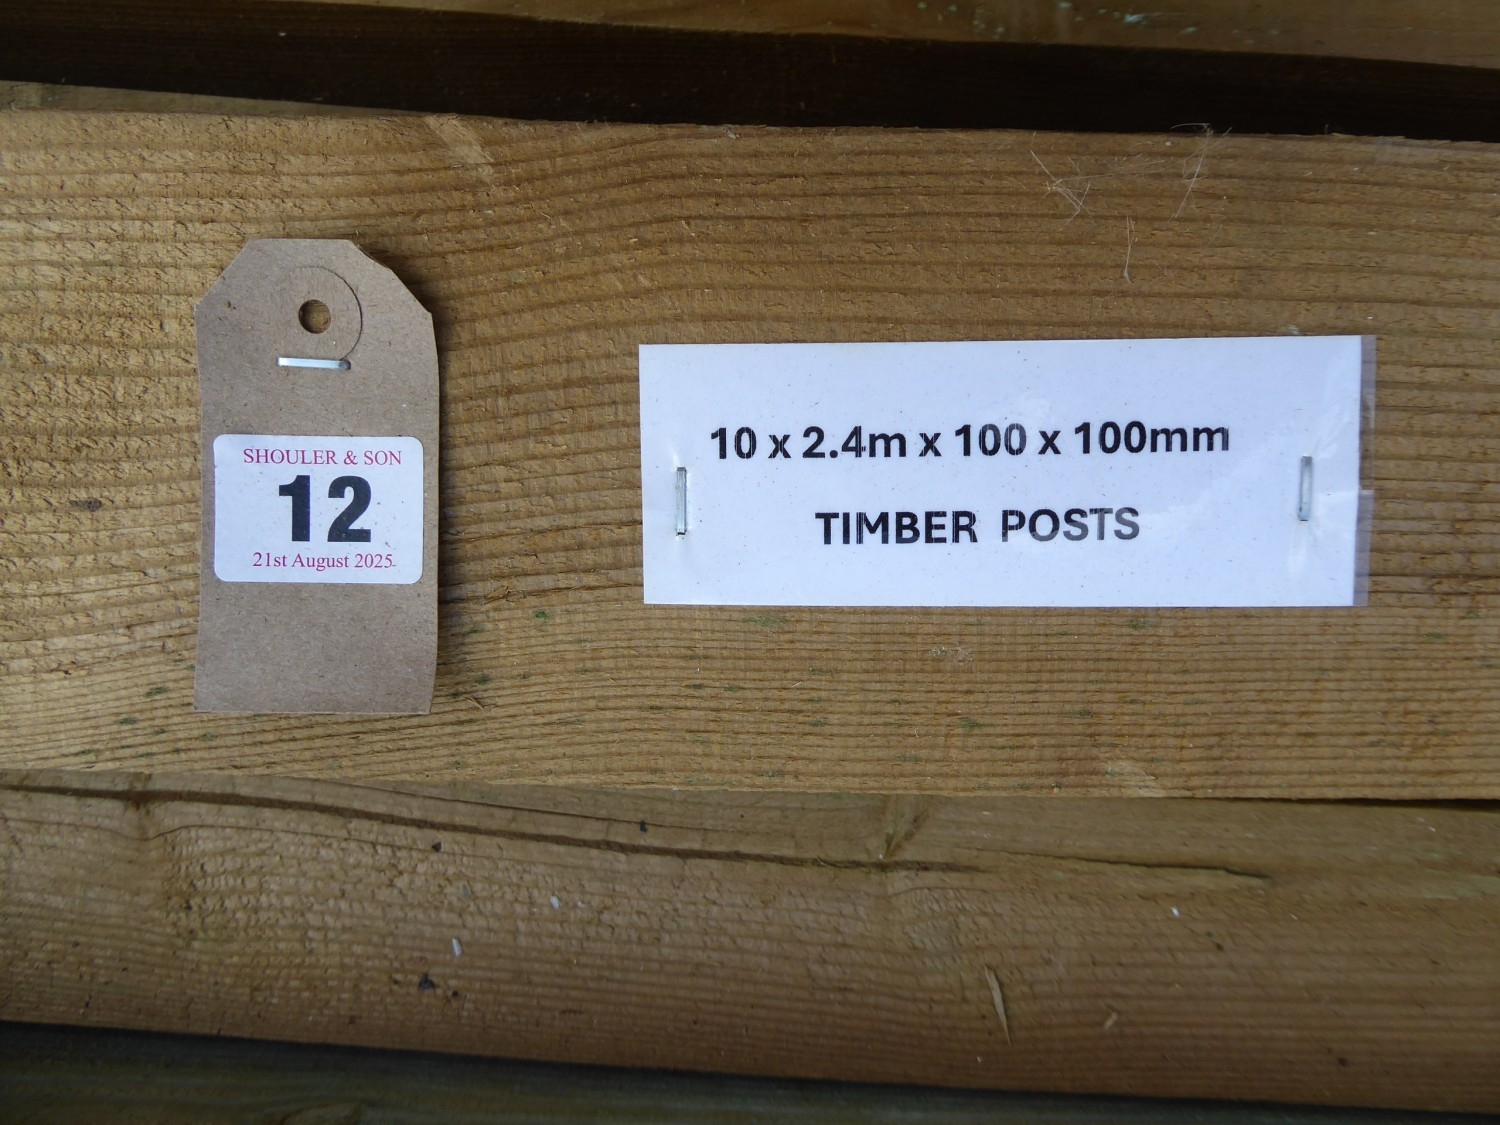 SHOULER & SON
12
21st August 2025
10 x 2.4m x 100 x 100mm
TIMBER POSTS